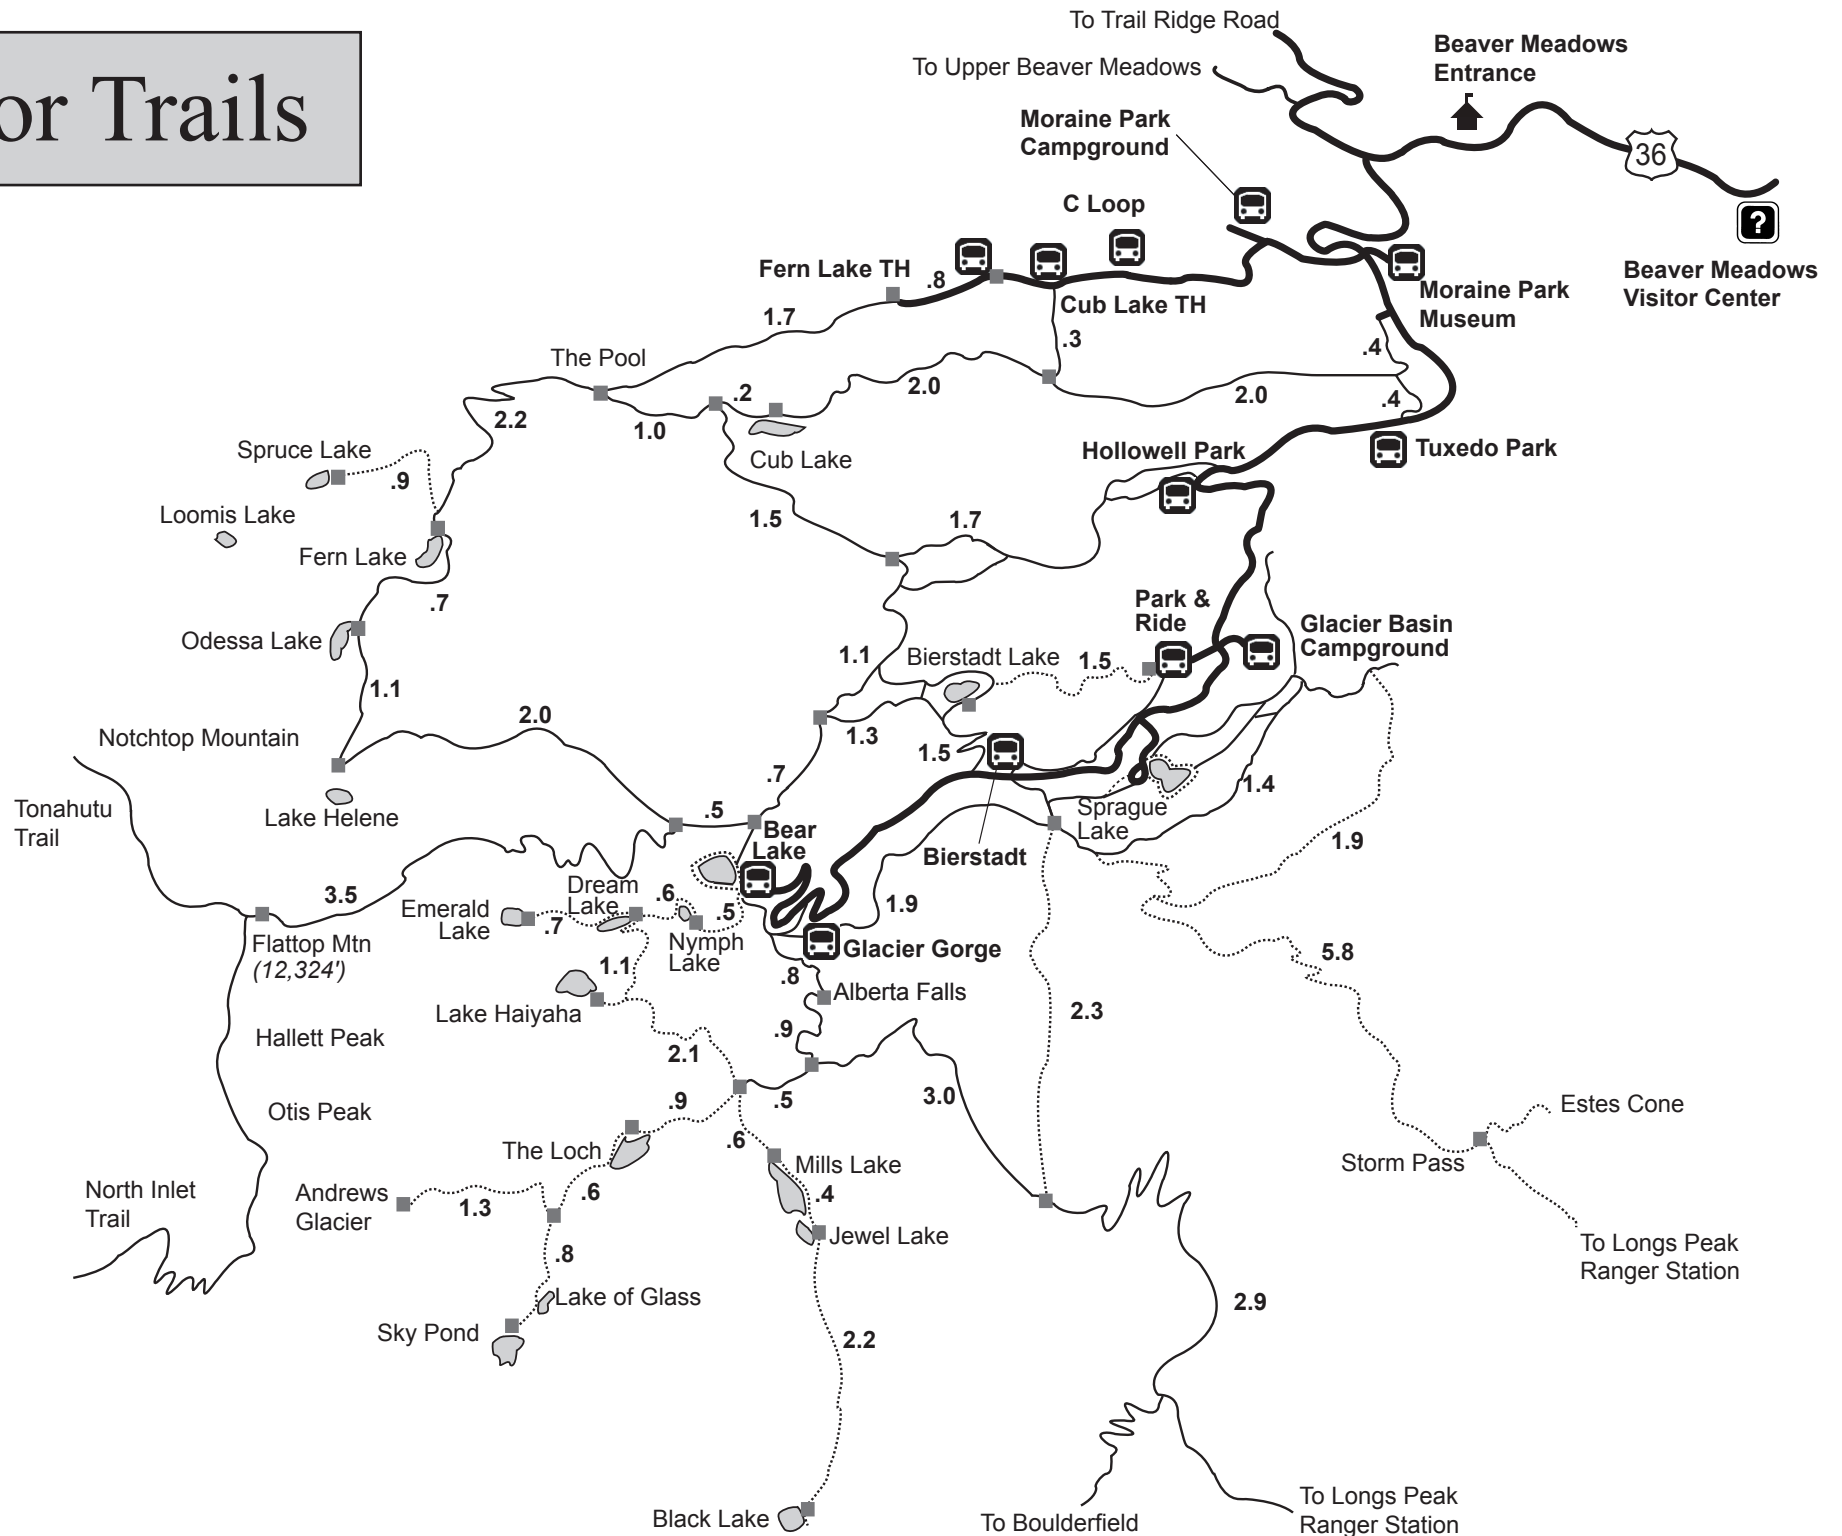 or Trails
To Trail Ridge Road
To Upper Beaver Meadows
Beaver Meadows
Entrance
Moraine Park
Campground
36
?
Beaver Meadows
Visitor Center
C Loop
Fern Lake TH
.8
Cub Lake TH
Moraine Park
Museum
1.7
.3
.4
The Pool
.2
2.0
2.0
.4
2.2
1.0
Cub Lake
Hollowell Park
Tuxedo Park
Spruce Lake
.9
Loomis Lake
Fern Lake
1.5
1.7
.7
Park &
Ride
Glacier Basin
Campground
Odessa Lake
1.1
1.1
Bierstadt Lake
1.5
Notchtop Mountain
2.0
1.3
1.5
.7
1.4
Tonahutu
Trail
Lake Helene
.5
Bear
Lake
Sprague
Lake
1.9
Bierstadt
3.5
Dream
Lake
.6
Emerald
Lake
.7
.5
1.9
Nymph
Lake
Glacier Gorge
Flattop Mtn
(12,324')
1.1
.8
5.8
Lake Haiyaha
Alberta Falls
2.3
Hallett Peak
.9
2.1
Otis Peak
.9
.5
3.0
Estes Cone
The Loch
.6
Mills Lake
Storm Pass
North Inlet
Trail
Andrews
Glacier
1.3
.6
.4
Jewel Lake
.8
To Longs Peak
Ranger Station
Lake of Glass
2.9
Sky Pond
2.2
Black Lake
To Boulderfield
To Longs Peak
Ranger Station